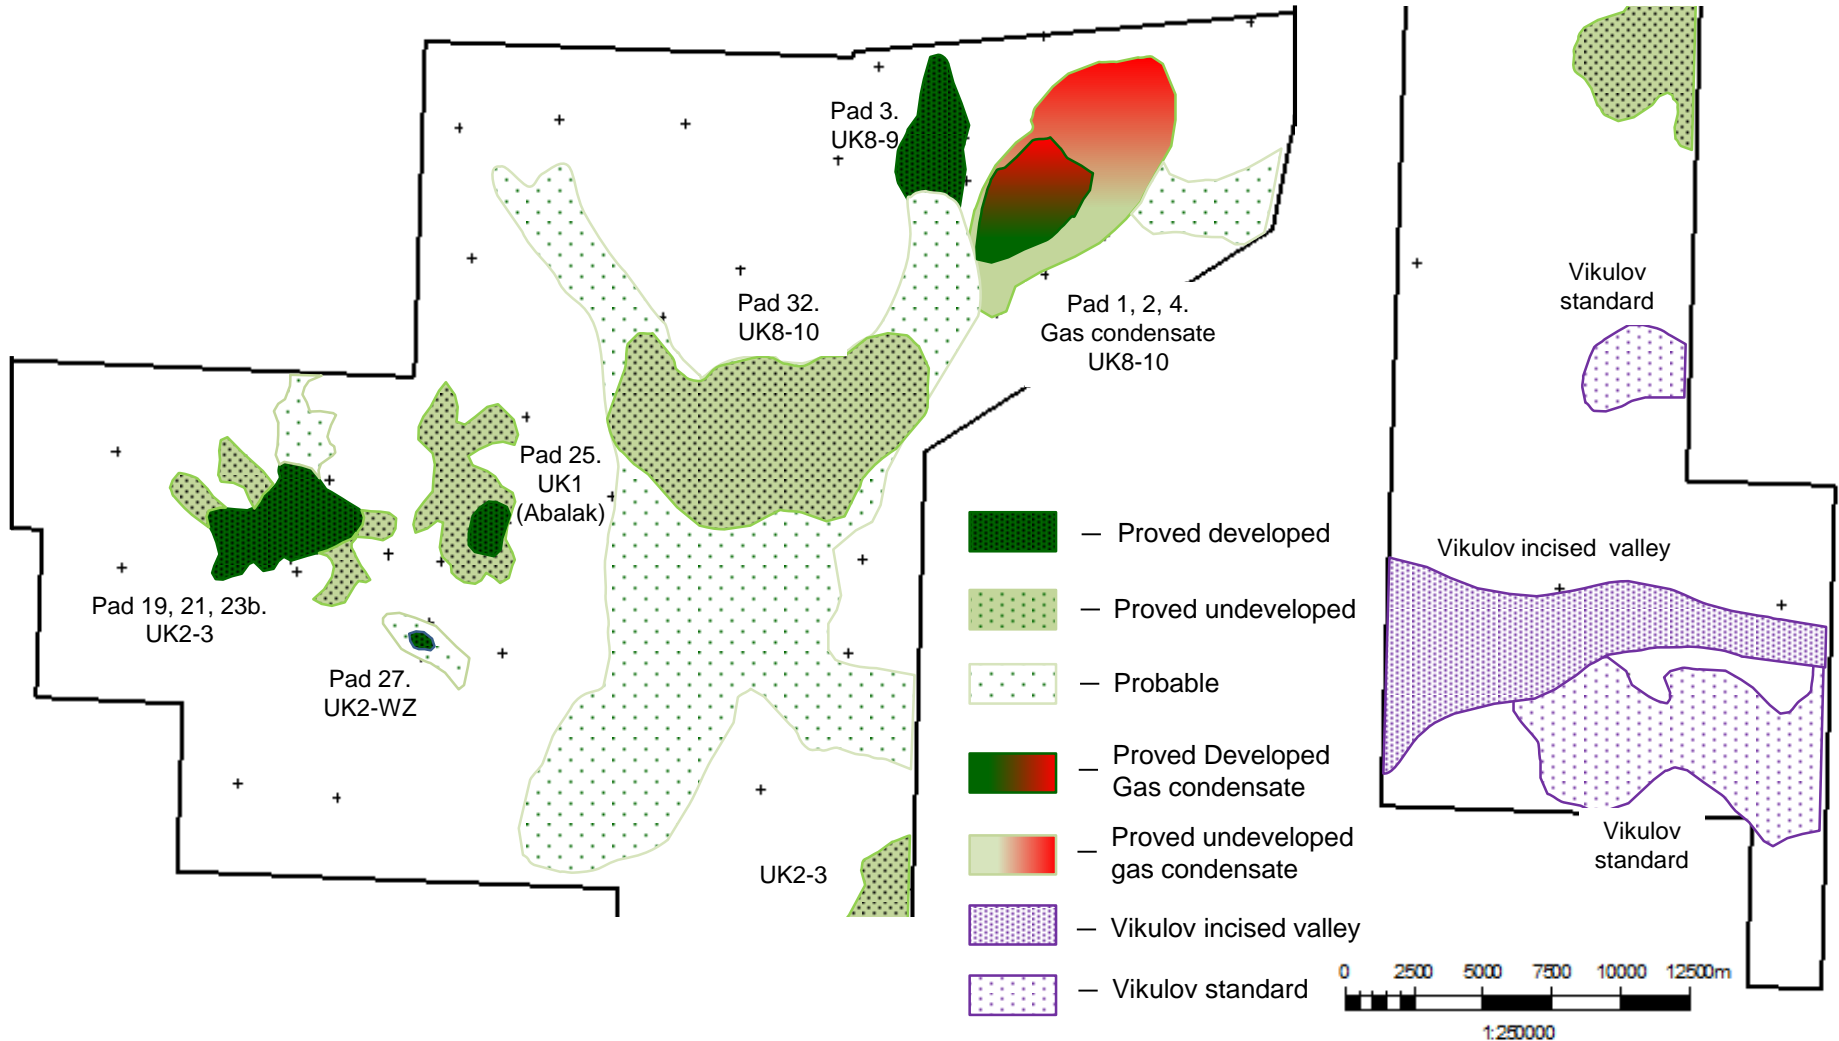 Pad 3.
UK8-9
Pad 32.
UK8-10
Pad 1, 2, 4.
Gas condensate
UK8-10
Pad 25.
UK1
(Abalak)
Pad 19, 21, 23b.
UK2-3
Pad 27.
UK2-WZ
UK2-3
Vikulov
standard
Vikulov incised valley
Vikulov
standard
– Proved developed
– Proved undeveloped
– Probable
– Proved Developed
Gas condensate
– Proved undeveloped
gas condensate
– Vikulov incised valley
– Vikulov standard
0 2500 5000 7500 10000 12500m
1:250000